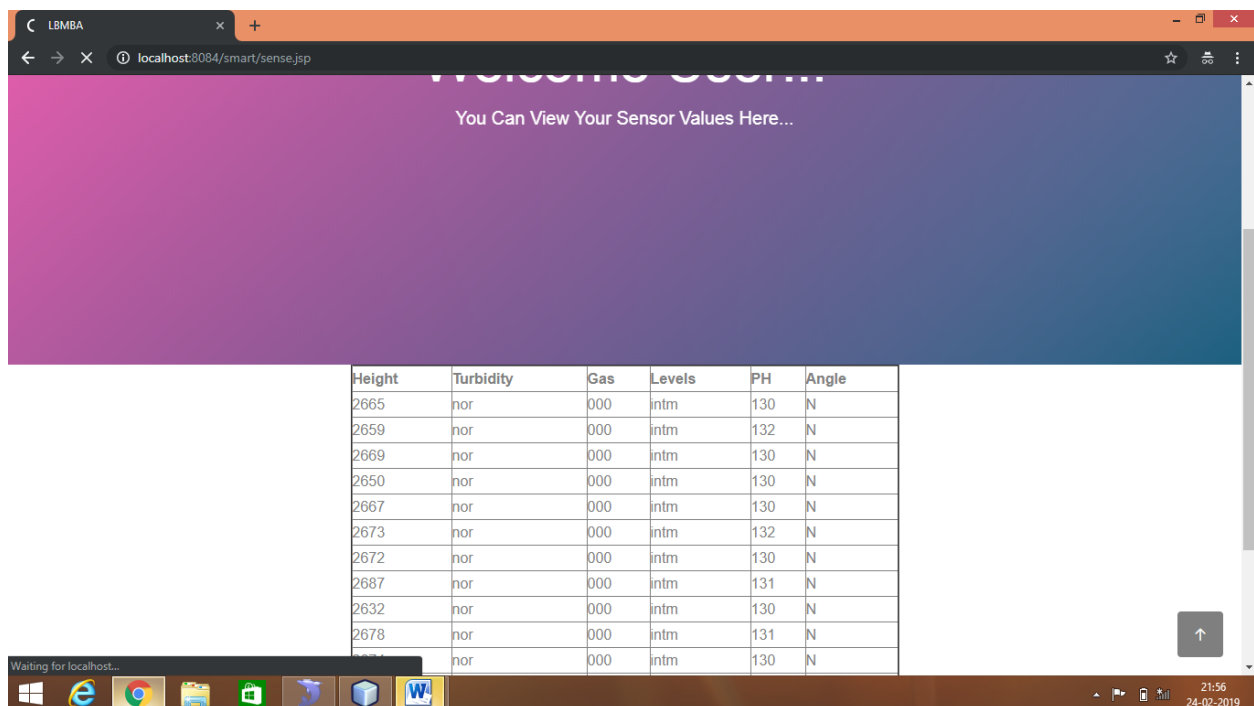 LBMBA
localhost:8084/smart/sense.jsp
Welcome User...
You Can View Your Sensor Values Here...
Height Turbidity Gas Levels PH Angle
2665 nor 000 intm 130 N
2659 nor 000 intm 132 N
2669 nor 000 intm 130 N
2650 nor 000 intm 130 N
2667 nor 000 intm 130 N
2673 nor 000 intm 132 N
2672 nor 000 intm 130 N
2687 nor 000 intm 131 N
2632 nor 000 intm 130 N
2678 nor 000 intm 131 N
nor 000 intm 130 N
Waiting for localhost...
21:56
24-02-2019